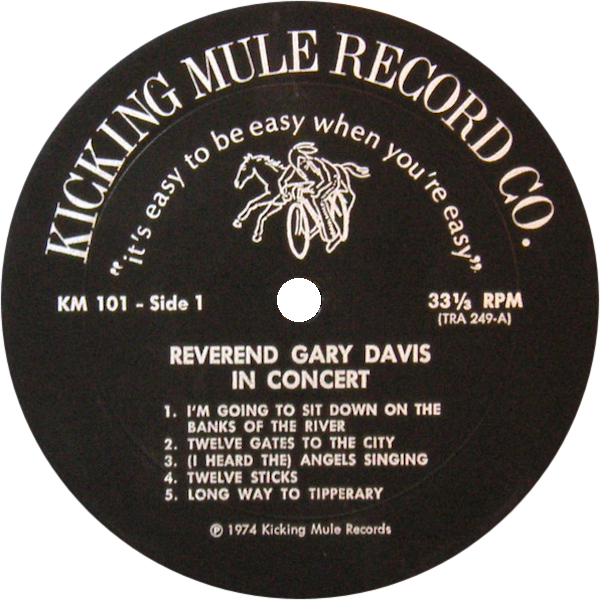 KICKING MULE RECORD CO.
"it's easy to be easy when you're easy".
KM 101 - Side 1
33⅓ RPM
(TRA 249-A)
REVEREND GARY DAVIS
IN CONCERT
1. I'M GOING TO SIT DOWN ON THE
BANKS OF THE RIVER
2. TWELVE GATES TO THE CITY
3. (I HEARD THE) ANGELS SINGING
4. TWELVE STICKS
5. LONG WAY TO TIPPERARY
℗ 1974 Kicking Mule Records